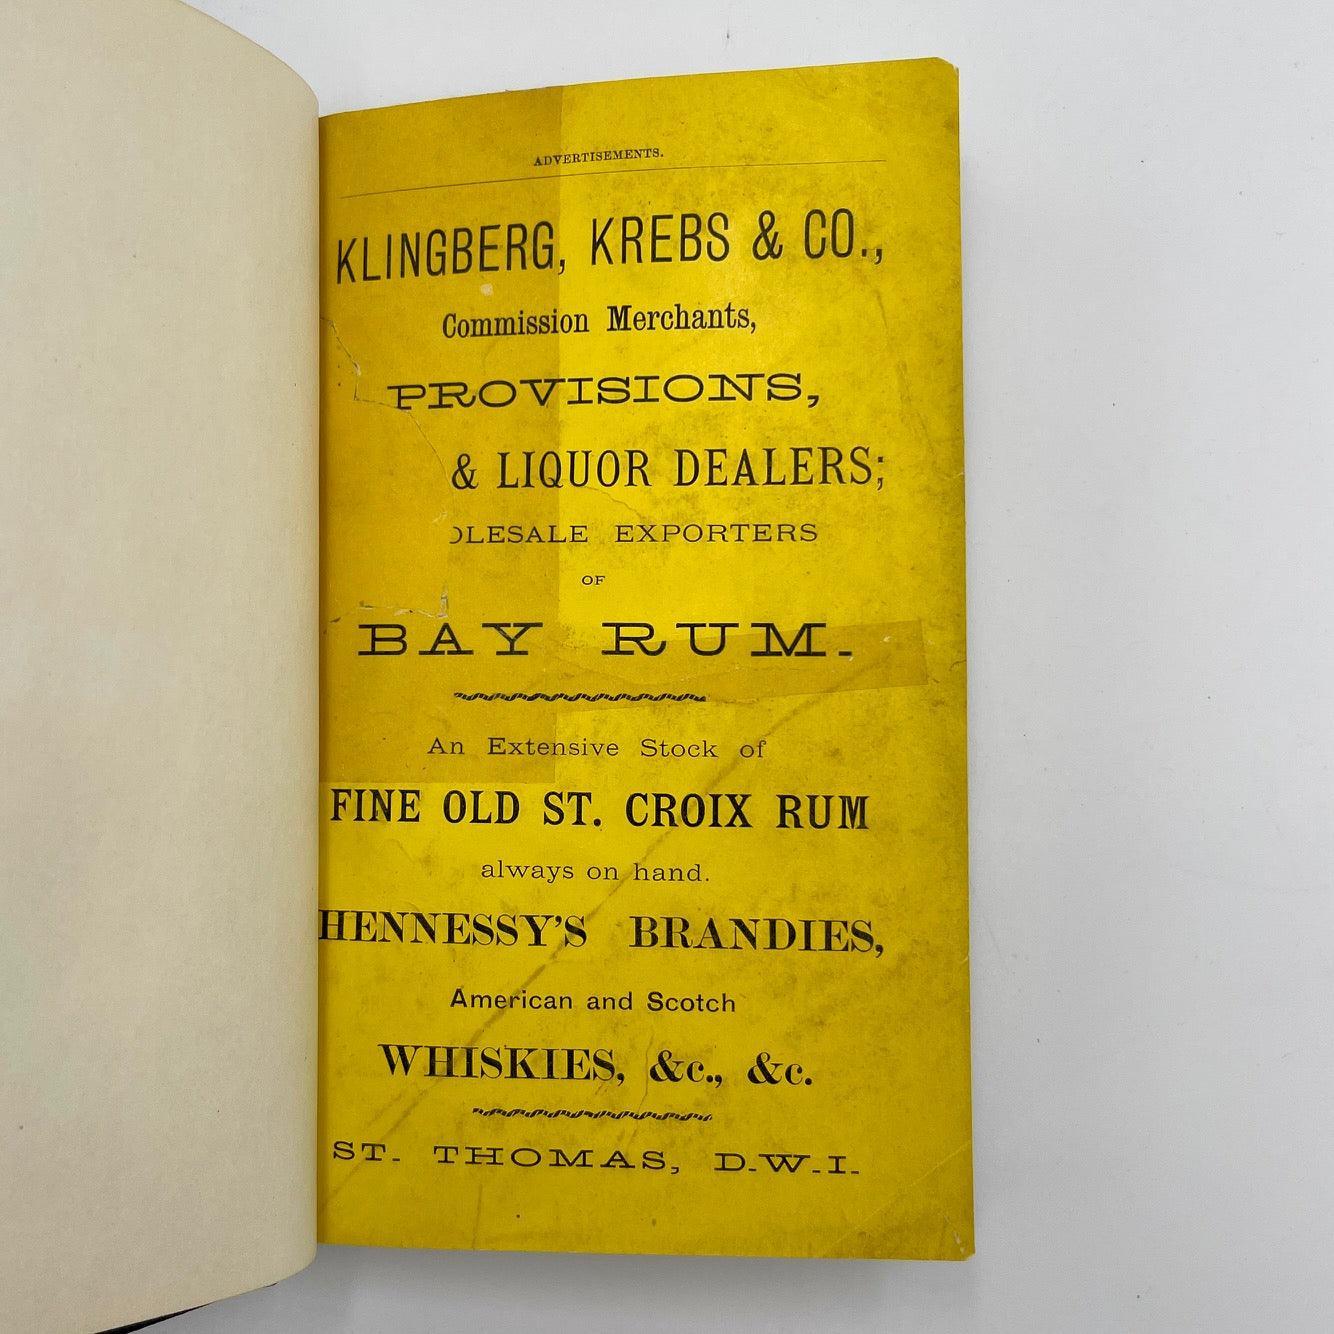 ADVERTISEMENTS.
KLINGBERG, KREBS & CO.,
Commission Merchants,
PROVISIONS,
& LIQUOR DEALERS;
OLESALE EXPORTERS
OF
BAY RUM.
An Extensive Stock of
FINE OLD ST. CROIX RUM
always on hand.
HENNESSY'S BRANDIES,
American and Scotch
WHISKIES, &c., &c.
ST. THOMAS, D.W.I.